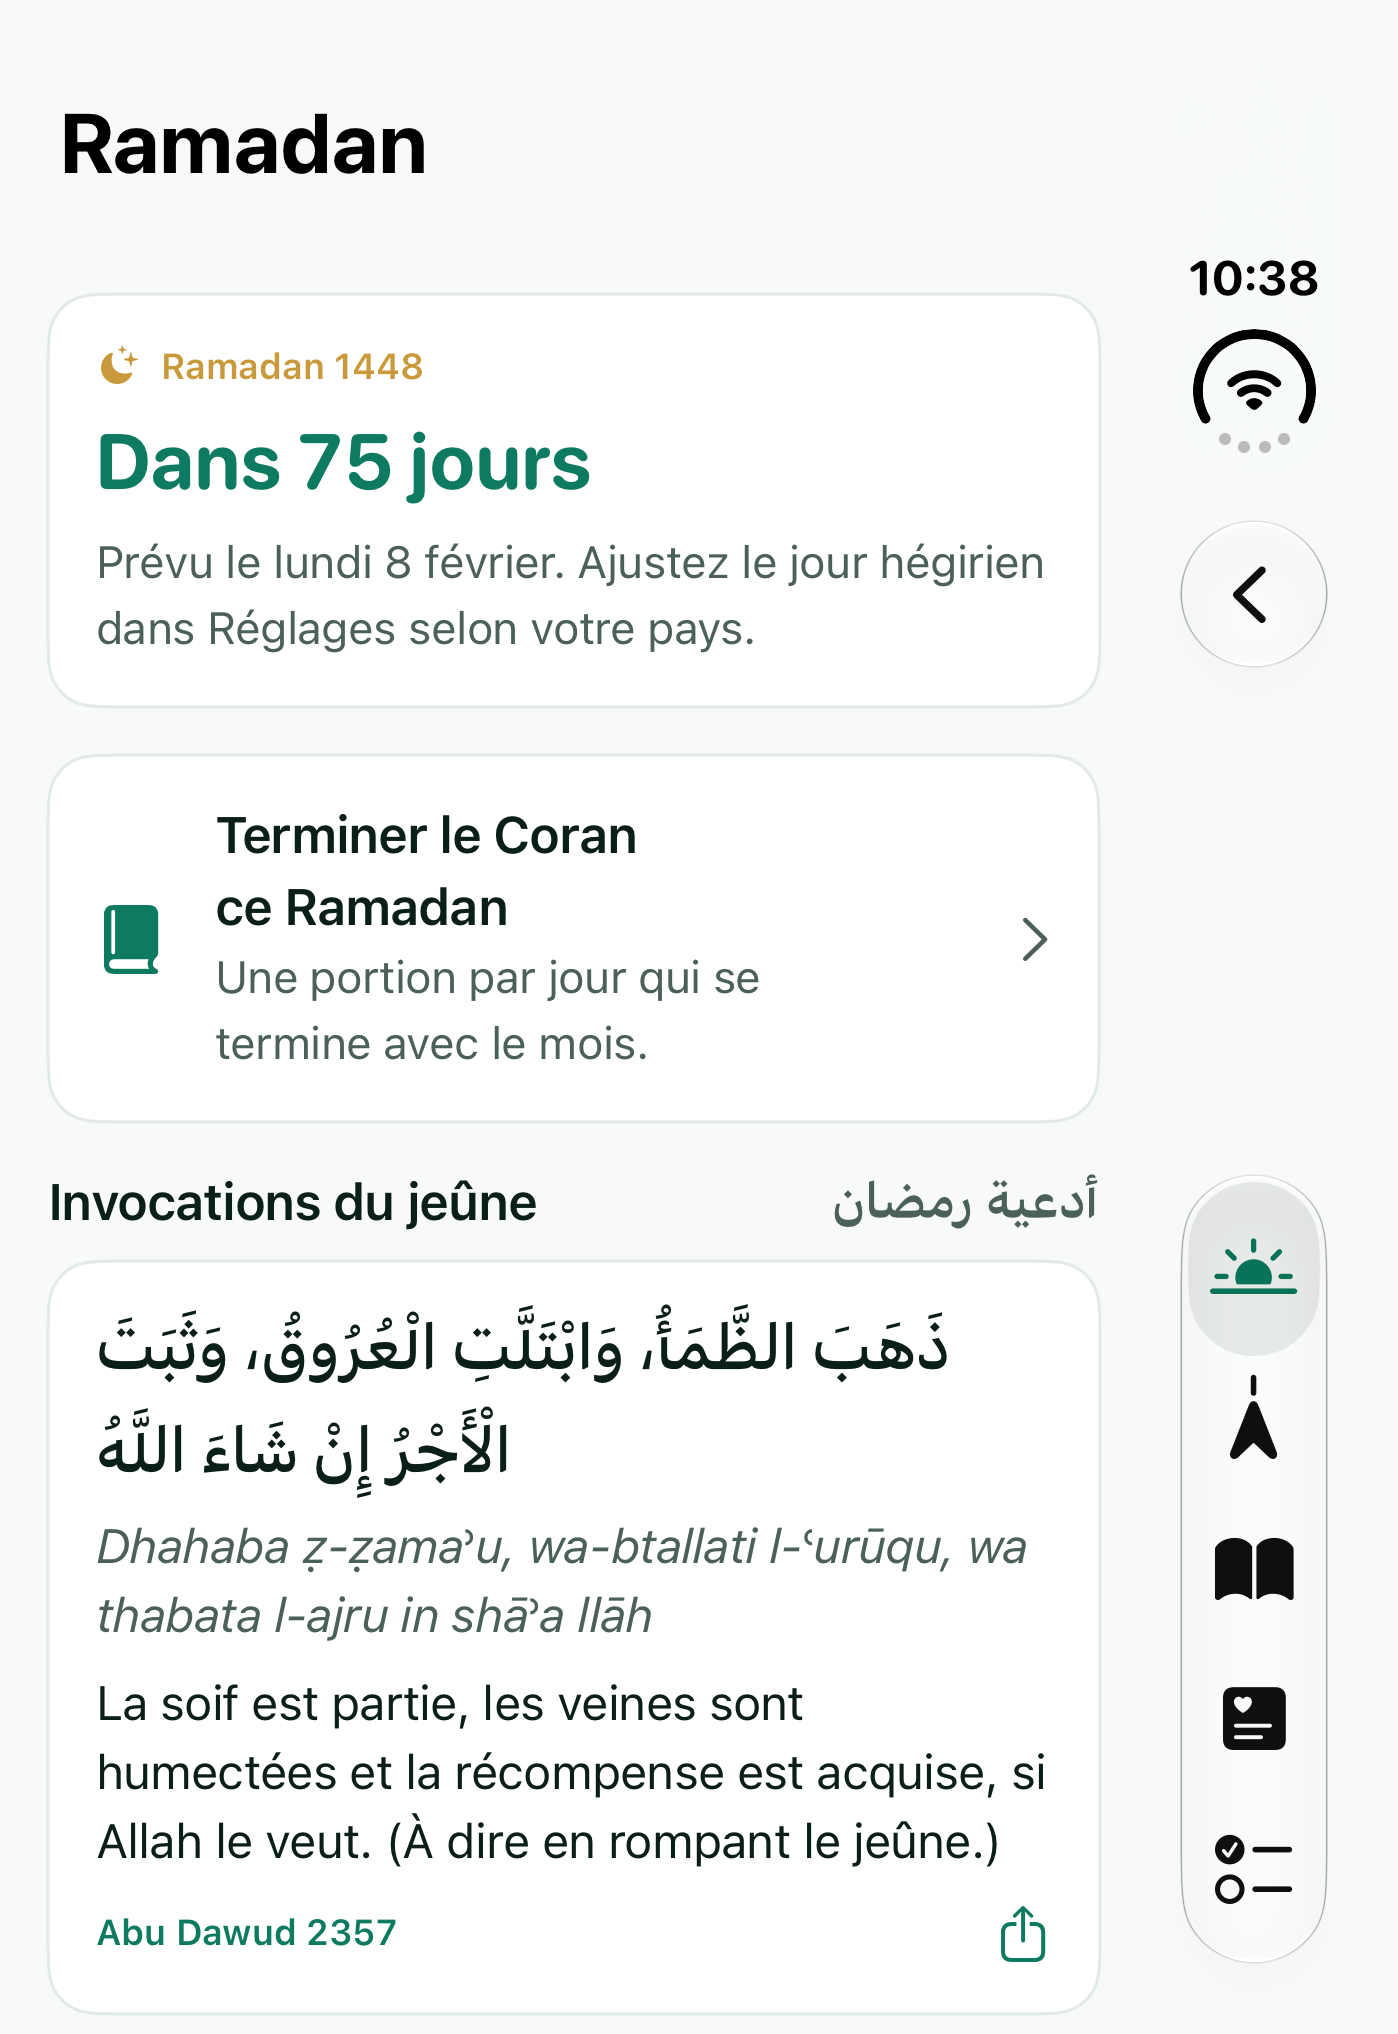 Ramadan
10:38
Ramadan 1448
Dans 75 jours
Prévu le lundi 8 février. Ajustez le jour hégirien
dans Réglages selon votre pays.
Terminer le Coran
ce Ramadan
Une portion par jour qui se
termine avec le mois.
Invocations du jeûne
أدعية رمضان
ذَهَبَ الظَّمَأُ، وَابْتَلَّتِ الْعُرُوقُ، وَثَبَتَ
الْأَجْرُ إِنْ شَاءَ اللَّهُ
Dhahaba ẓ-ẓamaʾu, wa-btallati l-ʿurūqu, wa
thabata l-ajru in shāʾa llāh
La soif est partie, les veines sont
humectées et la récompense est acquise, si
Allah le veut. (À dire en rompant le jeûne.)
Abu Dawud 2357